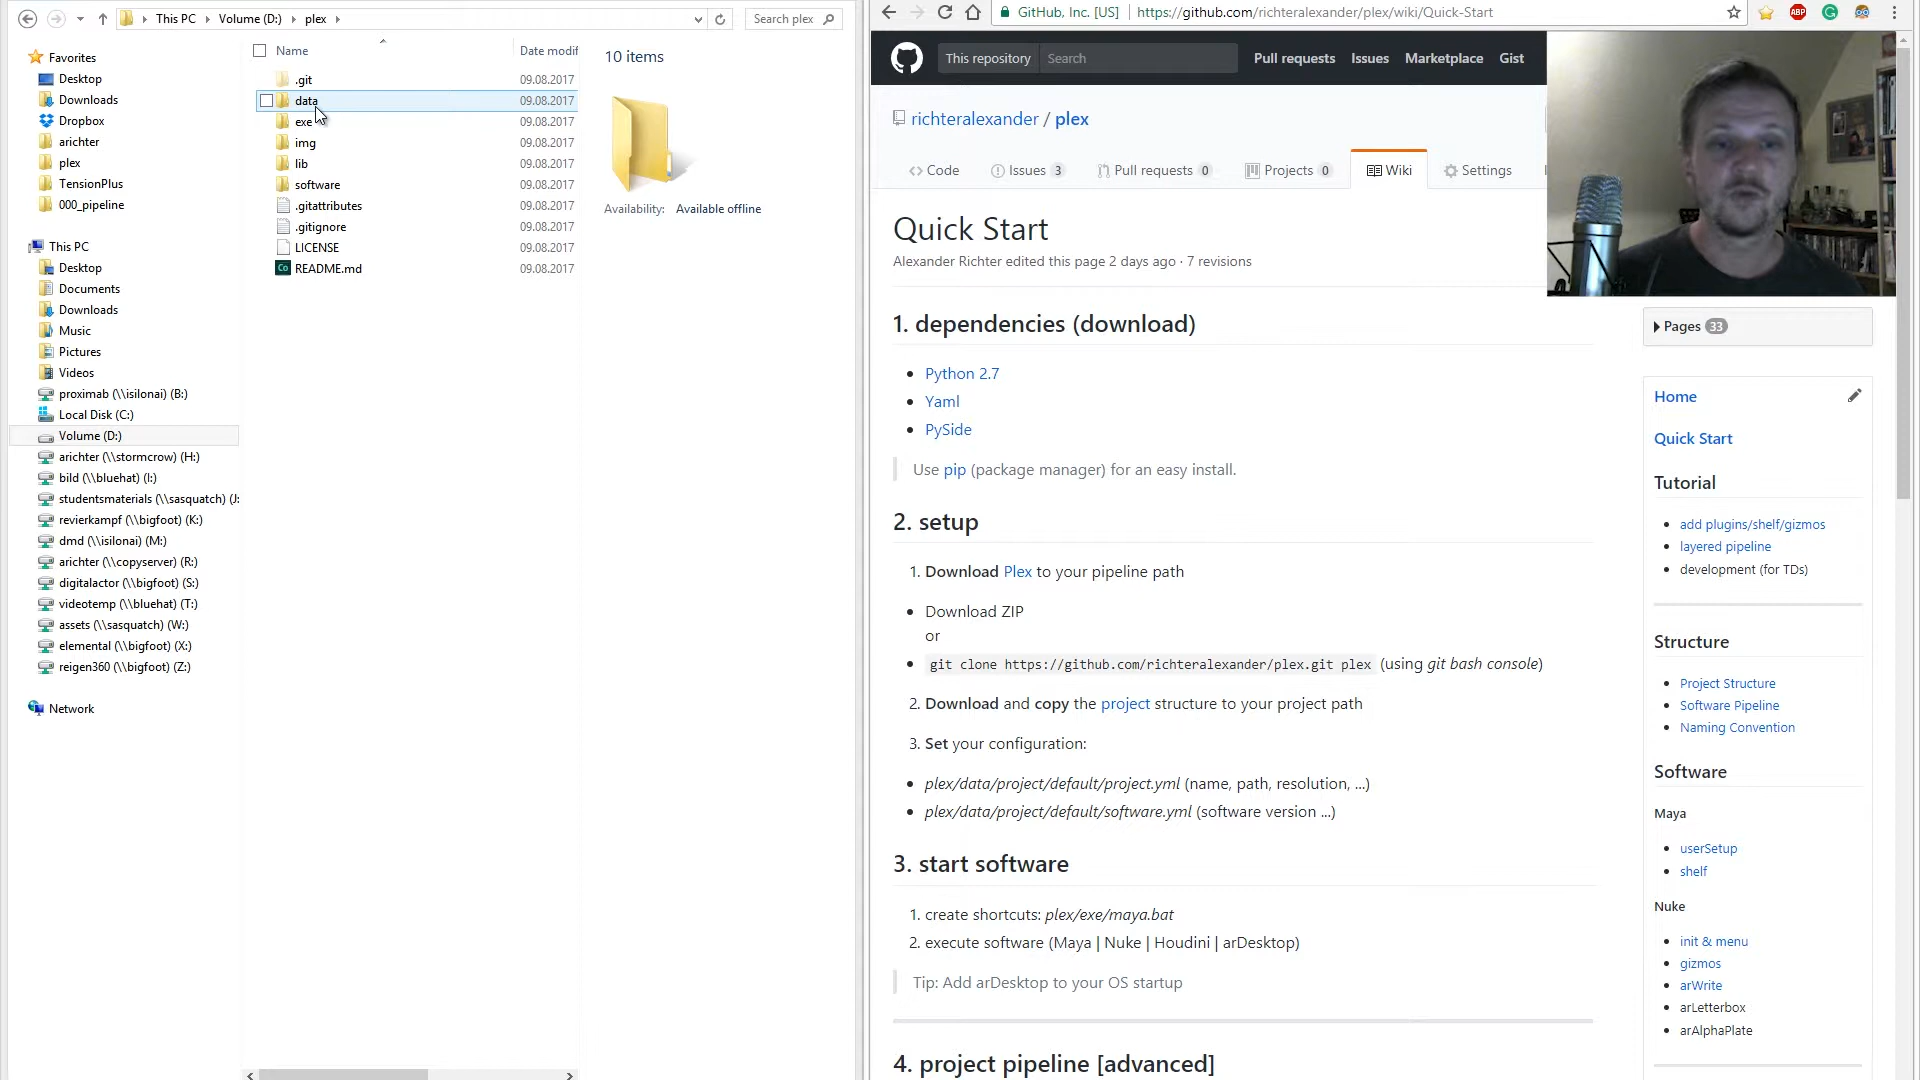 This PC
Volume (D:)
plex
Search plex
Favorites
Desktop
Downloads
Dropbox
arichter
plex
TensionPlus
000_pipeline
This PC
Desktop
Documents
Downloads
Music
Pictures
Videos
proximab (\\isilonai) (B:)
Local Disk (C:)
Volume (D:)
arichter (\\stormcrow) (H:)
bild (\\bluehat) (I:)
studentsmaterials (\\sasquatch) (J:
revierkampf (\\bigfoot) (K:)
dmd (\\isilonai) (M:)
arichter (\\copyserver) (R:)
digitalactor (\\bigfoot) (S:)
videotemp (\\bluehat) (T:)
assets (\\sasquatch) (W:)
elemental (\\bigfoot) (X:)
reigen360 (\\bigfoot) (Z:)
Network
Name Date modif
.git 09.08.2017
data 09.08.2017
exe 09.08.2017
img 09.08.2017
lib 09.08.2017
software 09.08.2017
.gitattributes 09.08.2017
.gitignore 09.08.2017
LICENSE 09.08.2017
Co README.md 09.08.2017
10 items
Availability: Available offline
GitHub, Inc. [US] https://github.com/richteralexander/plex/wiki/Quick-Start
ABP
This repository Search Pull requests Issues Marketplace Gist
richteralexander / plex
Code Issues 3 Pull requests 0 Projects 0 Wiki Settings
Quick Start
Alexander Richter edited this page 2 days ago · 7 revisions
1. dependencies (download)
Python 2.7
Yaml
PySide
Use pip (package manager) for an easy install.
2. setup
1. Download Plex to your pipeline path
Download ZIP
or
git clone https://github.com/richteralexander/plex.git plex (using git bash console)
2. Download and copy the project structure to your project path
3. Set your configuration:
plex/data/project/default/project.yml (name, path, resolution, ...)
plex/data/project/default/software.yml (software version ...)
3. start software
1. create shortcuts: plex/exe/maya.bat
2. execute software (Maya | Nuke | Houdini | arDesktop)
Tip: Add arDesktop to your OS startup
4. project pipeline [advanced]
Pages 33
Home
Quick Start
Tutorial
add plugins/shelf/gizmos
layered pipeline
development (for TDs)
Structure
Project Structure
Software Pipeline
Naming Convention
Software
Maya
userSetup
shelf
Nuke
init & menu
gizmos
arWrite
arLetterbox
arAlphaPlate